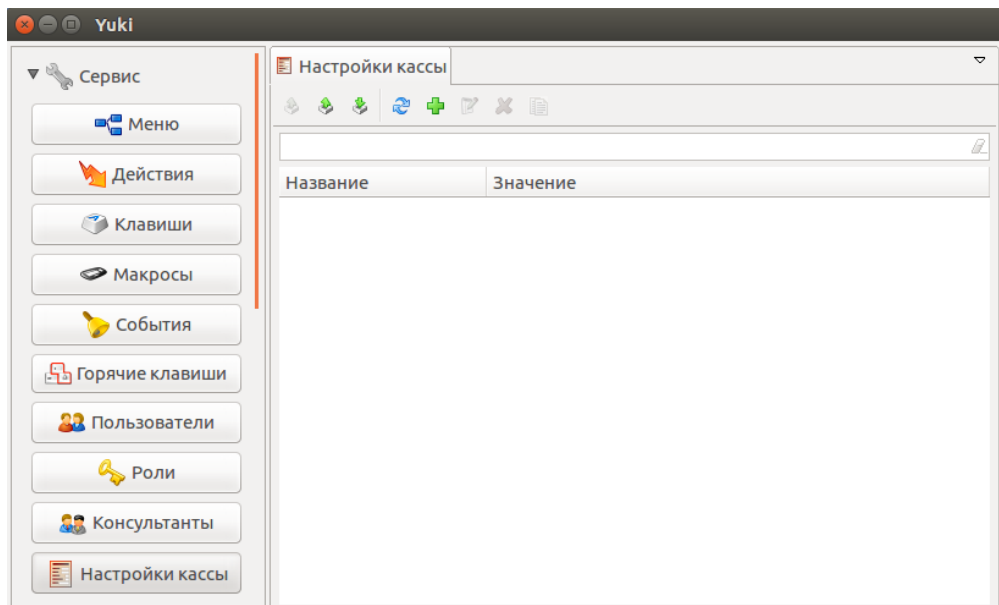 Yuki
Сервис
Меню
Действия
Клавиши
Макросы
События
Горячие клавиши
Пользователи
Роли
Консультанты
Настройки кассы
Настройки кассы
Название Значение